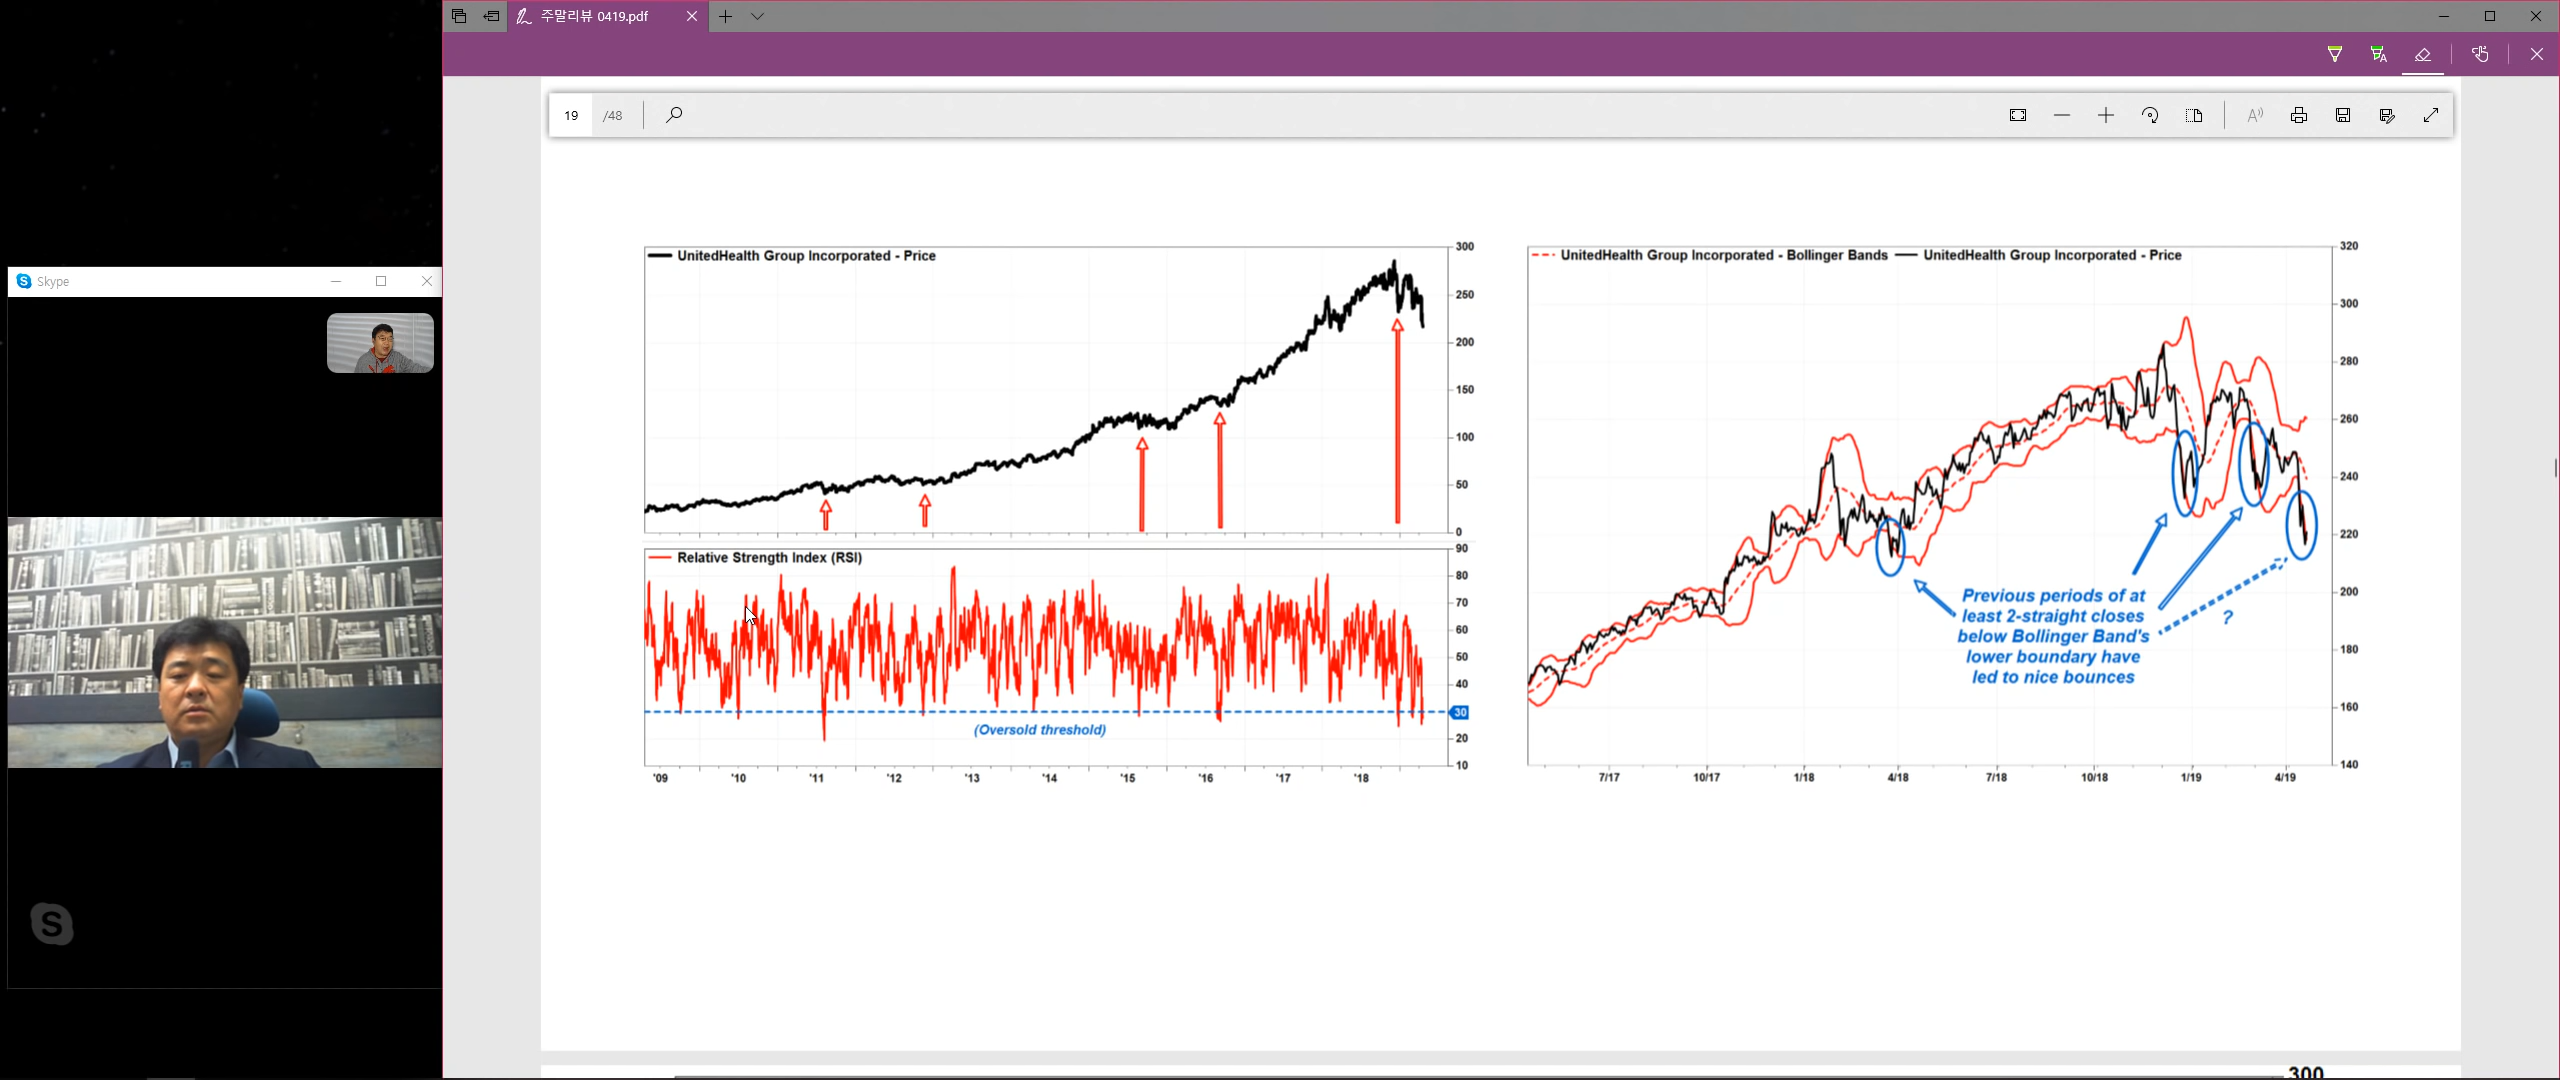 주말리뷰 0419.pdf
19 /48
Skype
UnitedHealth Group Incorporated - Price
300
250
200
150
100
50
0
Relative Strength Index (RSI)
90
80
70
60
50
40
30
20
10
(Oversold threshold)
'09 '10 '11 '12 '13 '14 '15 '16 '17 '18
UnitedHealth Group Incorporated - Bollinger Bands UnitedHealth Group Incorporated - Price
320
300
280
260
240
220
200
180
160
140
Previous periods of at
least 2-straight closes
below Bollinger Band's
lower boundary have
led to nice bounces
?
7/17 10/17 1/18 4/18 7/18 10/18 1/19 4/19
300